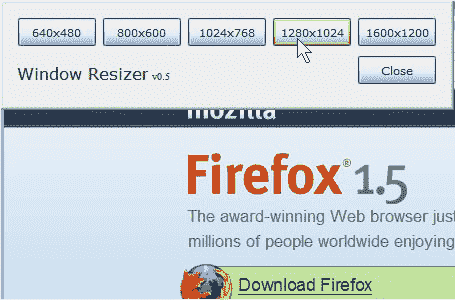 640x480 800x600 1024x768 1280x1024 1600x1200
Window Resizer v0.5
Close
mozilla
Firefox® 1.5
The award-winning Web browser just
millions of people worldwide enjoying
Download Firefox